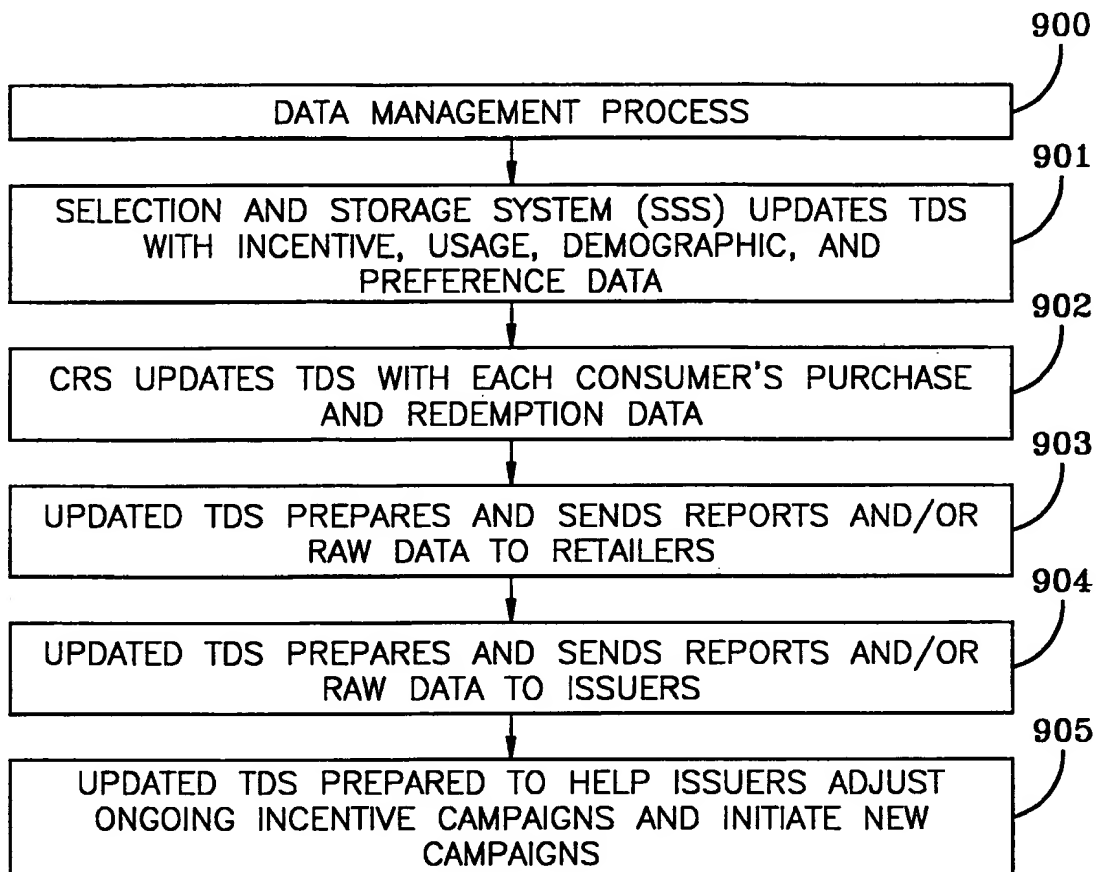 900
DATA MANAGEMENT PROCESS
901
SELECTION AND STORAGE SYSTEM (SSS) UPDATES TDS
WITH INCENTIVE, USAGE, DEMOGRAPHIC, AND
PREFERENCE DATA
902
CRS UPDATES TDS WITH EACH CONSUMER'S PURCHASE
AND REDEMPTION DATA
903
UPDATED TDS PREPARES AND SENDS REPORTS AND/OR
RAW DATA TO RETAILERS
904
UPDATED TDS PREPARES AND SENDS REPORTS AND/OR
RAW DATA TO ISSUERS
905
UPDATED TDS PREPARED TO HELP ISSUERS ADJUST
ONGOING INCENTIVE CAMPAIGNS AND INITIATE NEW
CAMPAIGNS